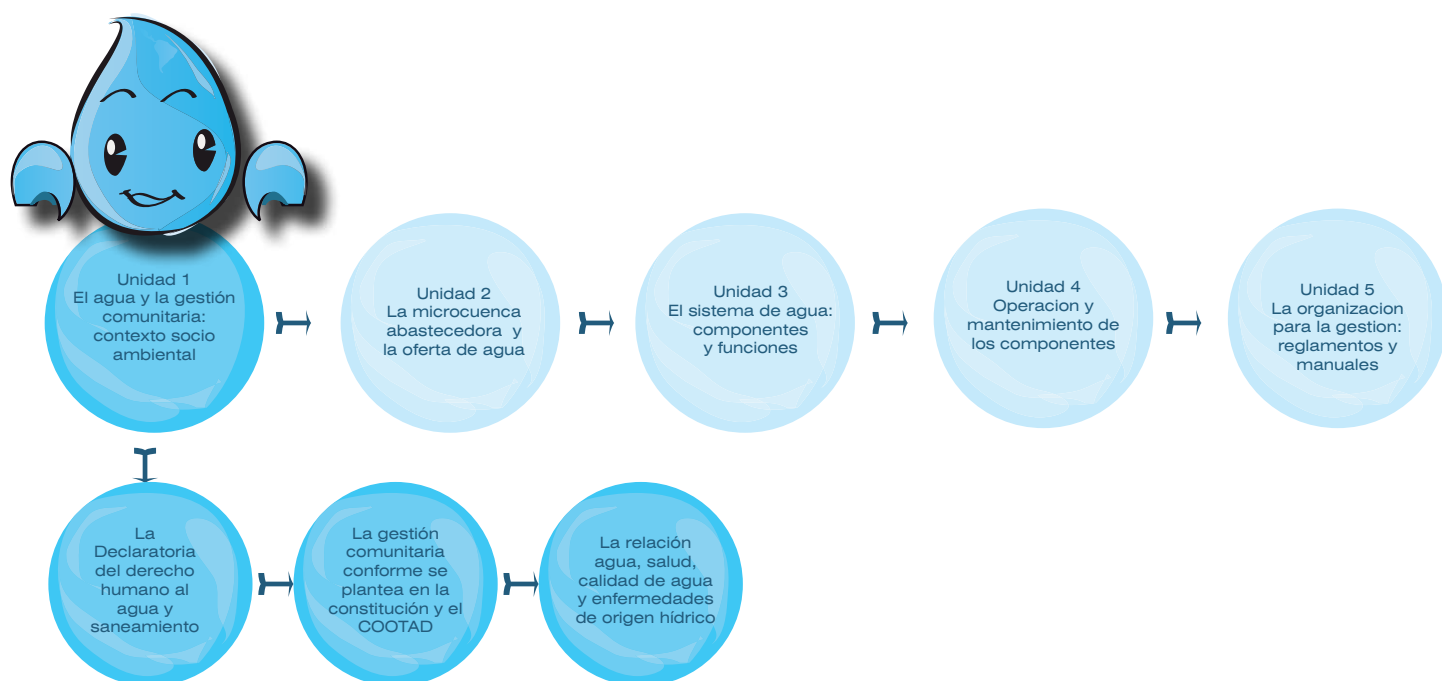 Unidad 1
El agua y la gestión
comunitaria:
contexto socio
ambiental
Unidad 2
La microcuenca
abastecedora y
la oferta de agua
Unidad 3
El sistema de agua:
componentes
y funciones
Unidad 4
Operacion y
mantenimiento de
los componentes
Unidad 5
La organizacion
para la gestion:
reglamentos y
manuales
La
Declaratoria
del derecho
humano al
agua y
saneamiento
La gestión
comunitaria
conforme se
plantea en la
constitución y el
COOTAD
La relación
agua, salud,
calidad de agua
y enfermedades
de origen hídrico